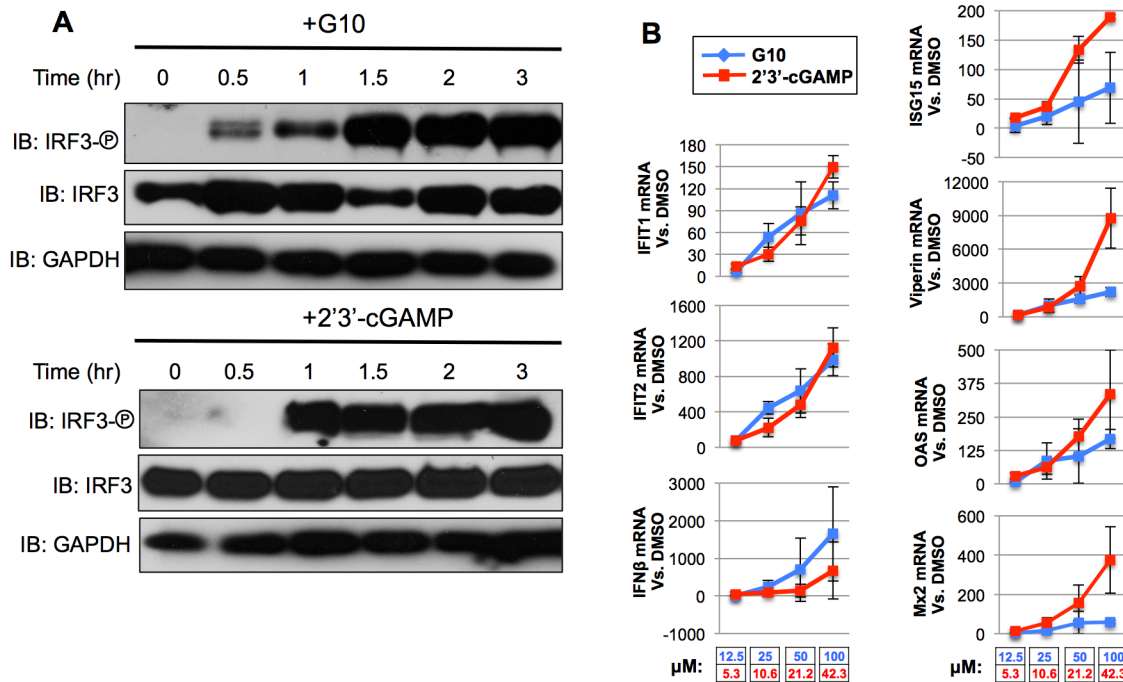 A
+G10
Time (hr) 0 0.5 1 1.5 2 3
IB: IRF3-Ⓟ
IB: IRF3
IB: GAPDH
+2’3’-cGAMP
Time (hr) 0 0.5 1 1.5 2 3
IB: IRF3-Ⓟ
IB: IRF3
IB: GAPDH
B
G10
2’3’-cGAMP
IFIT1 mRNA
Vs. DMSO
180
150
120
90
60
30
0
IFIT2 mRNA
Vs. DMSO
1600
1200
800
400
0
IFNβ mRNA
Vs. DMSO
3000
2000
1000
0
-1000
µM:
12.5 25 50 100
5.3 10.6 21.2 42.3
ISG15 mRNA
Vs. DMSO
200
150
100
50
0
-50
Viperin mRNA
Vs. DMSO
12000
9000
6000
3000
0
OAS mRNA
Vs. DMSO
500
375
250
125
0
Mx2 mRNA
Vs. DMSO
600
400
200
0
µM:
12.5 25 50 100
5.3 10.6 21.2 42.3